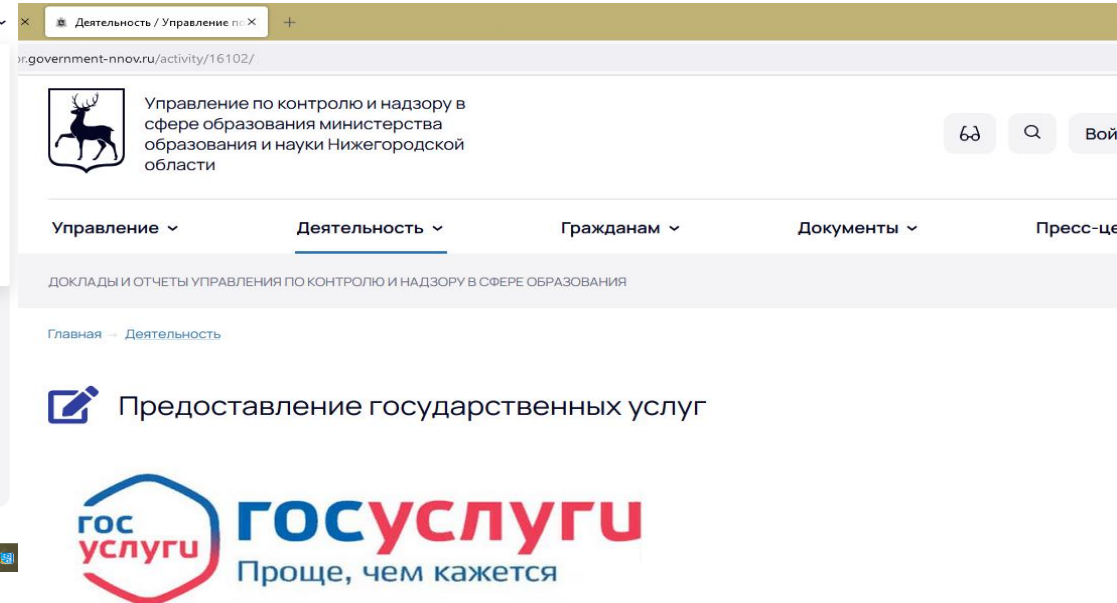 Деятельность / Управление по
government-nnov.ru/activity/16102/
Управление по контролю и надзору в
сфере образования министерства
образования и науки Нижегородской
области
Управление
Деятельность
Гражданам
Документы
ДОКЛАДЫ И ОТЧЕТЫ УПРАВЛЕНИЯ ПО КОНТРОЛЮ И НАДЗОРУ В СФЕРЕ ОБРАЗОВАНИЯ
Главная → Деятельность
Предоставление государственных услуг
гос
услуги
госуслуги
Проще, чем кажется